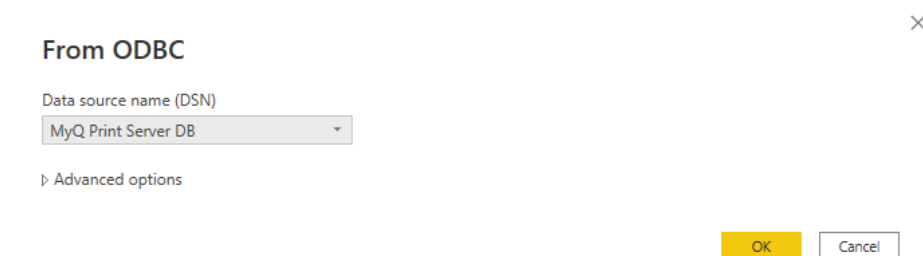 From ODBC
Data source name (DSN)
MyQ Print Server DB
Advanced options
OK
Cancel